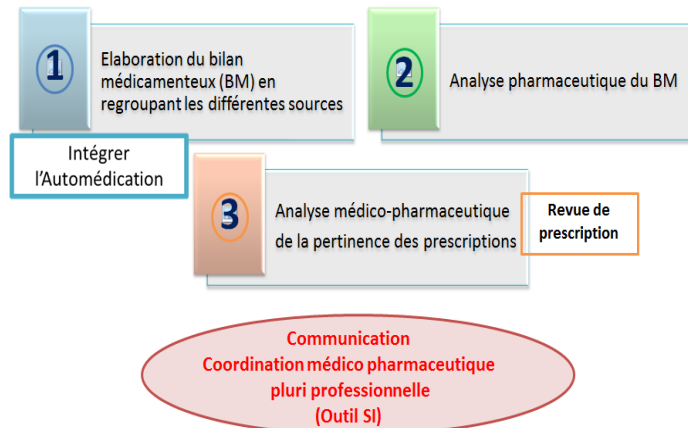 1
Elaboration du bilan
médicamenteux (BM) en
regroupant les différentes sources
2
Analyse pharmaceutique du BM
Intégrer
l'Automédication
3
Analyse médico-pharmaceutique
de la pertinence des prescriptions
Revue de
prescription
Communication
Coordination médico pharmaceutique
pluri professionnelle
(Outil SI)